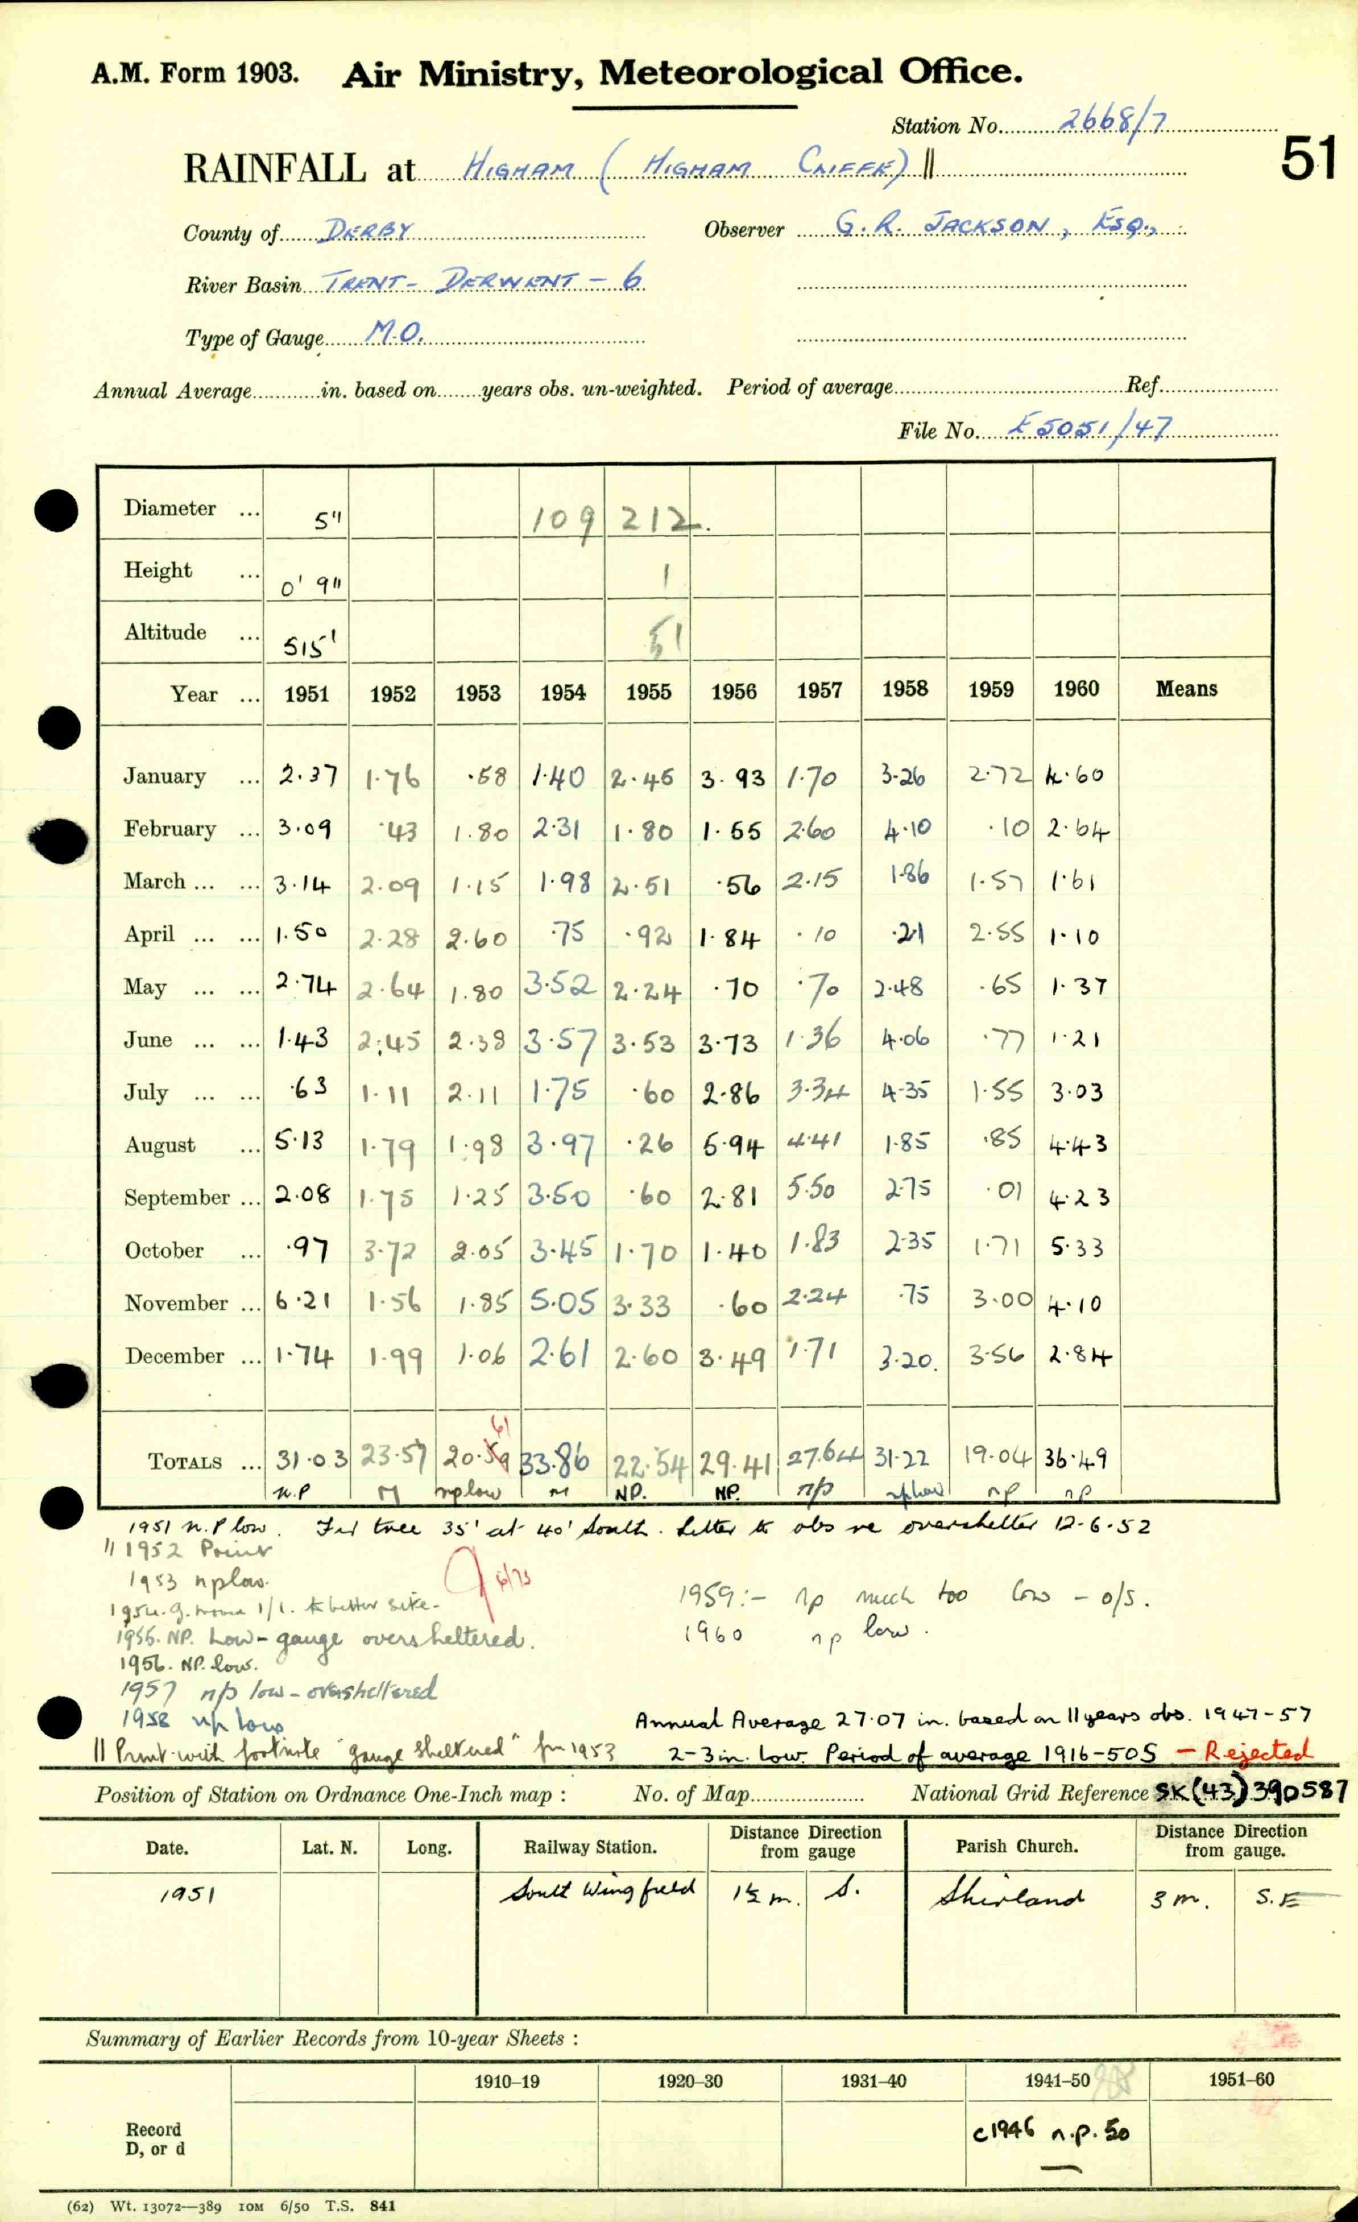 A.M. Form 1903. Air Ministry, Meteorological Office.
Station No. 2668/7
51
RAINFALL at HIGHAM (HIGHAM CLIFFE) ||
County of DERBY Observer G. R. JACKSON, ESQ.,
River Basin TRENT - DERWENT - 6
Type of Gauge M.O.
Annual Average in. based on years obs. un-weighted. Period of average Ref.
File No. E5051/47
Diameter ... 5" 109 212.
Height ... 0' 9" 1
Altitude ... 515' 51
Year ... 1951 1952 1953 1954 1955 1956 1957 1958 1959 1960 Means
January ... 2.37 1.76 .58 1.40 2.45 3.93 1.70 3.26 2.72 4.60
February ... 3.09 .43 1.80 2.31 1.80 1.55 2.60 4.10 .10 2.64
March ... ... 3.14 2.09 1.15 1.98 2.51 .56 2.15 1.86 1.57 1.61
April ... ... 1.50 2.28 2.60 .75 .92 1.84 .10 .21 2.55 1.10
May ... ... 2.74 2.64 1.80 3.52 2.24 .70 .70 2.48 .65 1.37
June ... ... 1.43 2.45 2.38 3.57 3.53 3.73 1.36 4.06 .77 1.21
July ... ... .63 1.11 2.11 1.75 .60 2.86 3.34 4.35 1.55 3.03
August ... 5.13 1.79 1.98 3.97 .26 5.94 4.41 1.85 .85 4.43
September ... 2.08 1.75 1.25 3.50 .60 2.81 5.50 2.75 .01 4.23
October ... .97 3.72 2.05 3.45 1.70 1.40 1.83 2.35 1.71 5.33
November ... 6.21 1.56 1.85 5.05 3.33 .60 2.24 .75 3.00 4.10
December ... 1.74 1.99 1.06 2.61 2.60 3.49 1.71 3.20. 3.56 2.84
61
TOTALS ... 31.03 23.57 20.59 33.86 22.54 29.41 27.64 31.22 19.04 36.49
n.P M nplow M NP. NP. n/p nplow np np
1951 n.P low. Fir tree 35' at 40' South. Letter to obs re overshelter 12-6-52
|| 1952 Print
1953 nplow.
6/73
1954. g. moved 1/1. to better site.
1959:- np much too low - o/s.
1955. NP. Low - gauge oversheltered.
1960 np low.
1956. NP. low.
1957 n/p low - oversheltered
1958 np low
Annual Average 27.07 in. based on 11 years obs. 1947-57
|| Print with footnote "gauge sheltered" for 1953 2-3 in. Low. Period of average 1916-50S - Rejected
Position of Station on Ordnance One-Inch map : No. of Map National Grid Reference SK(43)390587
Date. Lat. N. Long. Railway Station. Distance from gauge Direction Parish Church. Distance Direction from gauge.
1951 South Wingfield 1½ m. S. Shirland 3 m. S.E
Summary of Earlier Records from 10-year Sheets :
1910-19 1920-30 1931-40 1941-50 1951-60
Record D, or d
c1946 n.p. 50
(62) Wt. 13072—389 10M 6/50 T.S. 841